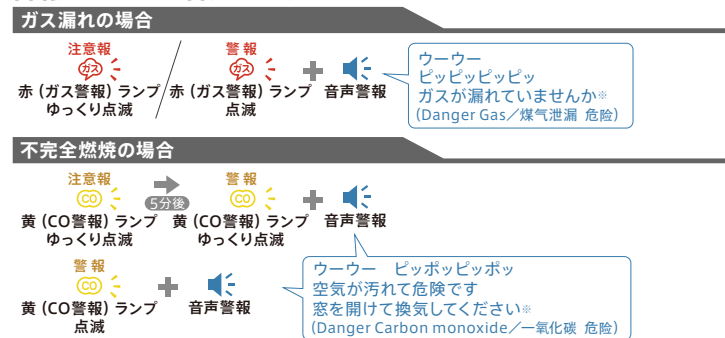 ガス漏れの場合
注意報
ガス
赤（ガス警報）ランプ
ゆっくり点滅
警報
ガス
赤（ガス警報）ランプ
点滅
音声警報
ウーウー
ピッピッピッピッ
ガスが漏れていませんか※
(Danger Gas／煤气泄漏 危险)
不完全燃焼の場合
注意報
CO
黄（CO警報）ランプ
ゆっくり点滅
5分後
警報
CO
黄（CO警報）ランプ
ゆっくり点滅
音声警報
警報
CO
黄（CO警報）ランプ
点滅
音声警報
ウーウー　ピッポッピッポッ
空気が汚れて危険です
窓を開けて換気してください※
(Danger Carbon monoxide／一氧化碳 危险)